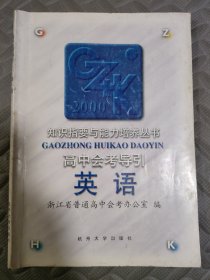 G Z
2000
知识指要与能力培养丛书
GAOZHONG HUIKAO DAOYIN
高中会考导引
英语
浙江省普通高中会考办公室 编
H K
杭州大学出版社